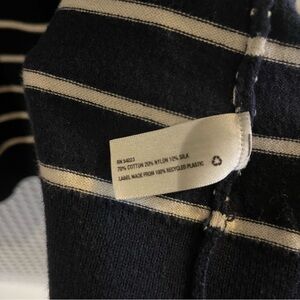 RN 54023
70% COTTON 20% NYLON 10% SILK
LABEL MADE FROM 100% RECYCLED PLASTIC